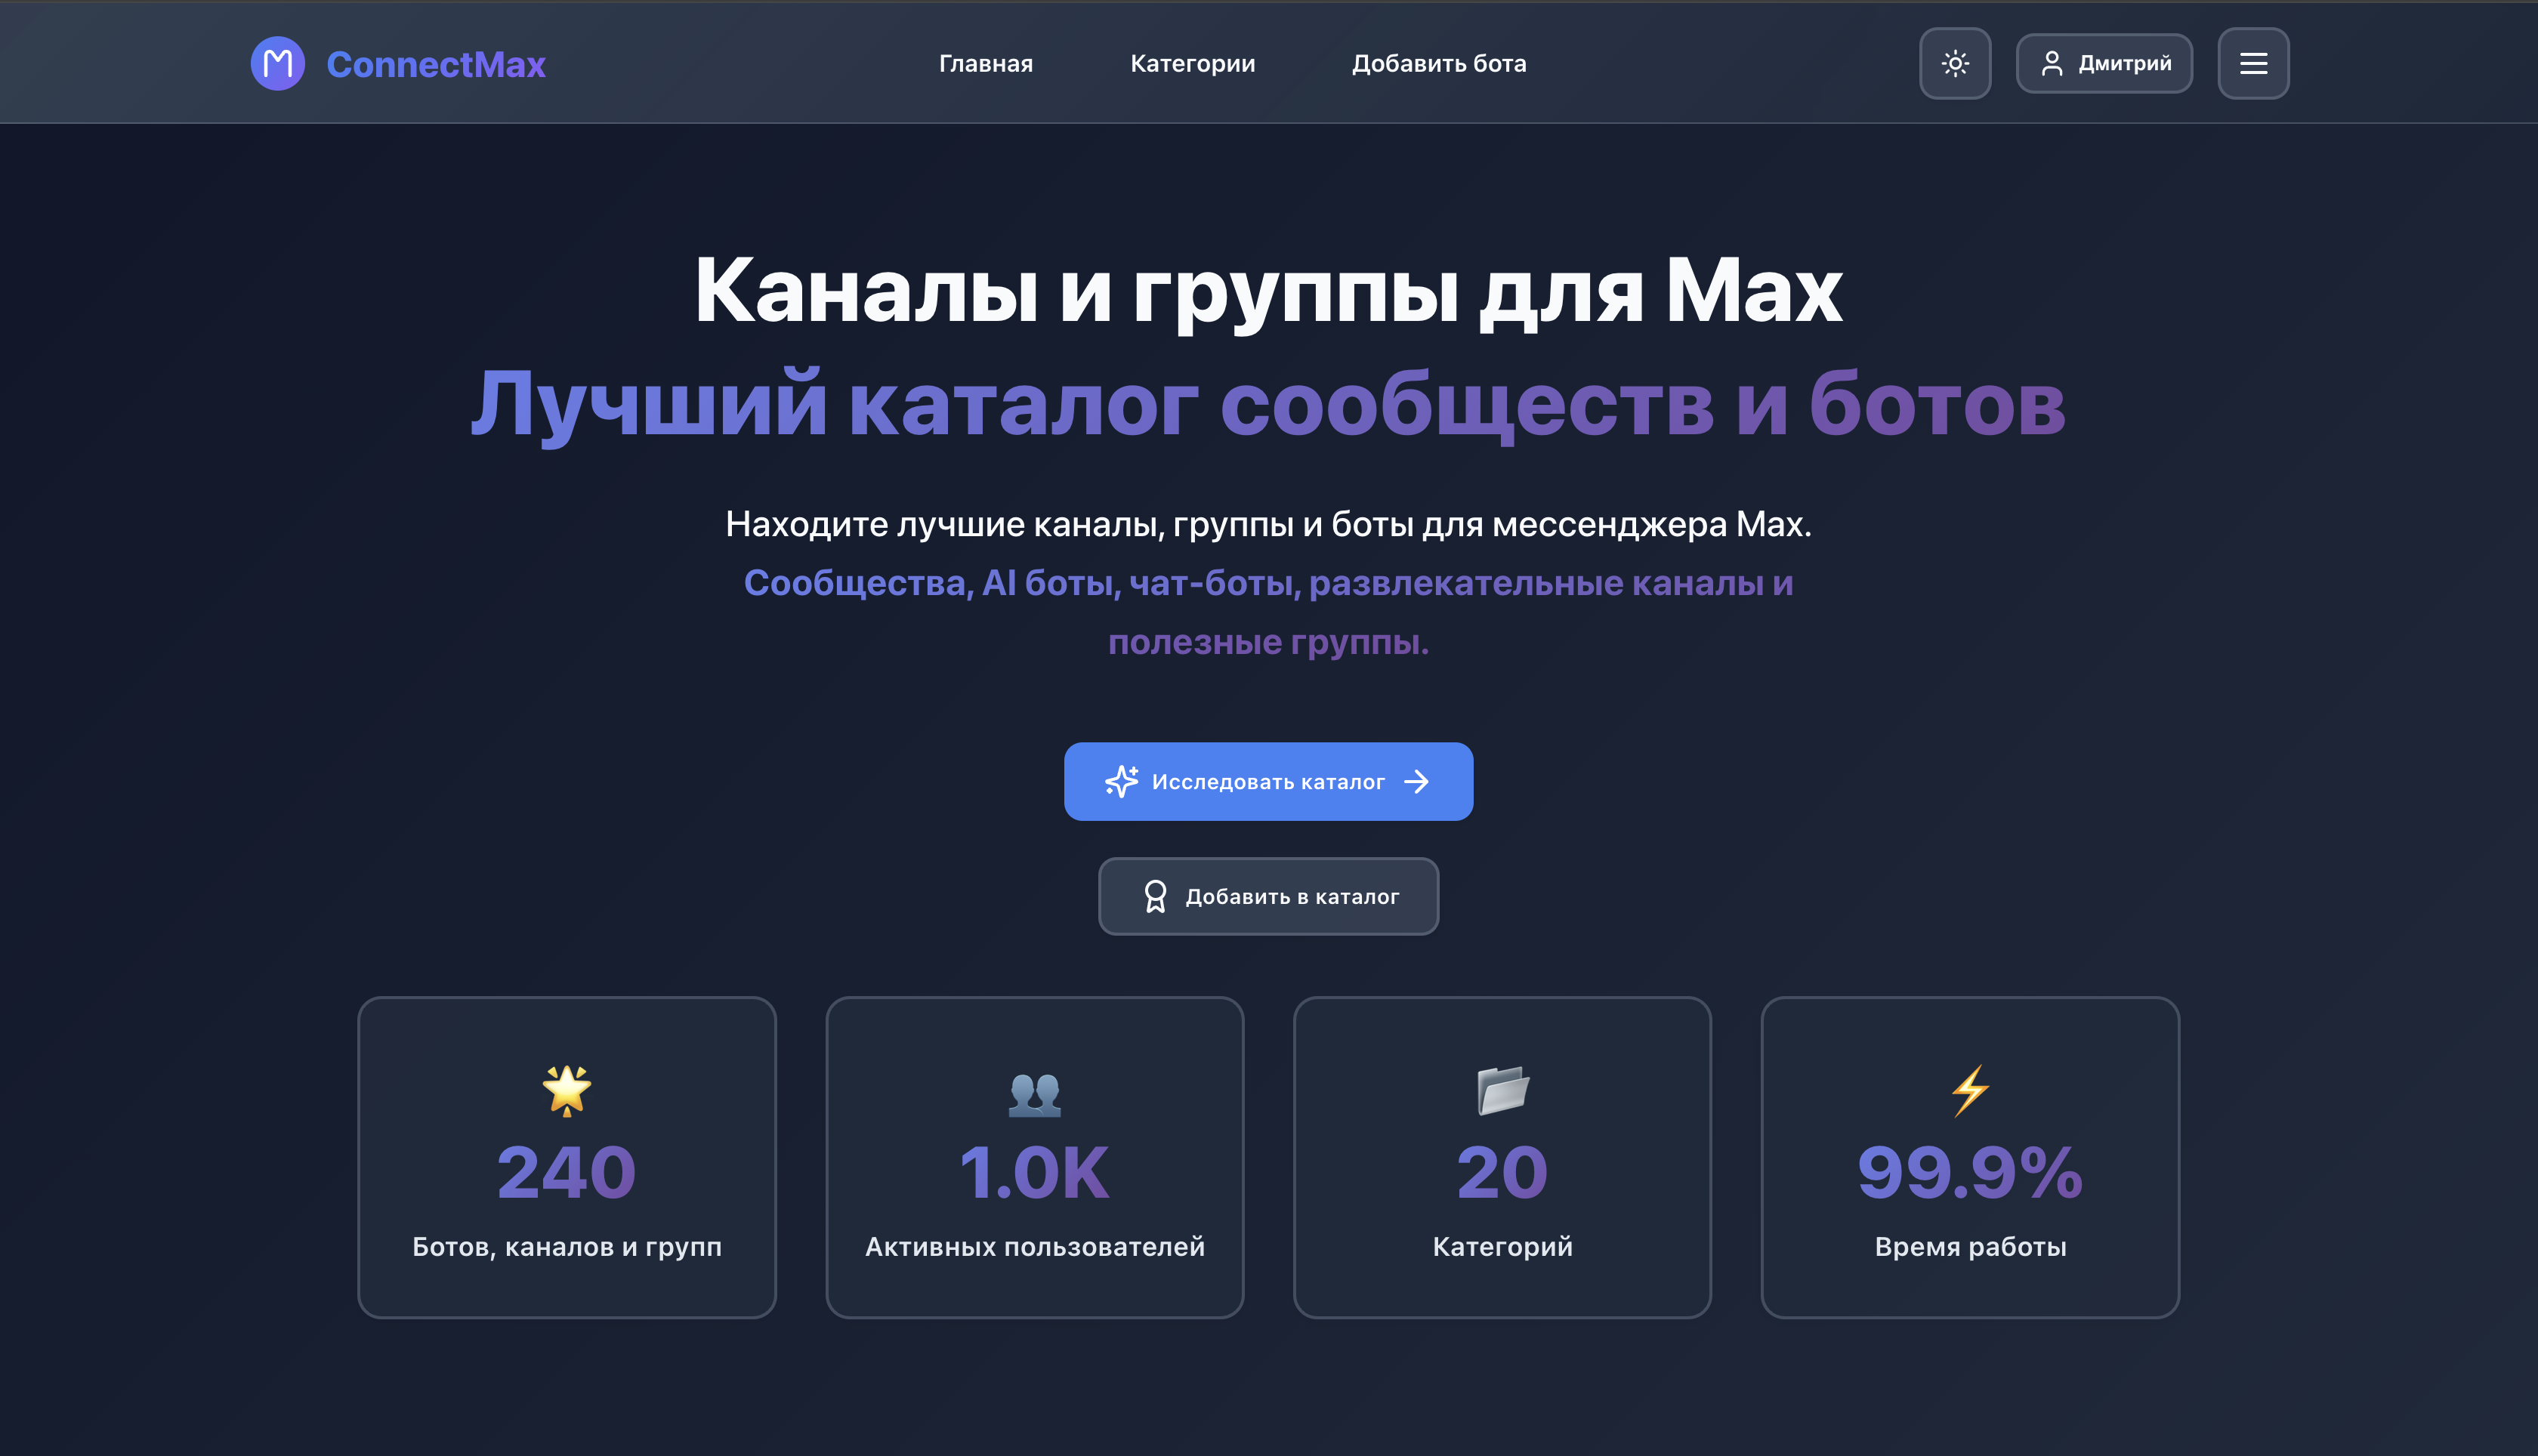 ConnectMax
Главная
Категории
Добавить бота
Дмитрий
Каналы и группы для Max
Лучший каталог сообществ и ботов
Находите лучшие каналы, группы и боты для мессенджера Max.
Сообщества, AI боты, чат-боты, развлекательные каналы и
полезные группы.
Исследовать каталог
Добавить в каталог
240
Ботов, каналов и групп
1.0K
Активных пользователей
20
Категорий
99.9%
Время работы